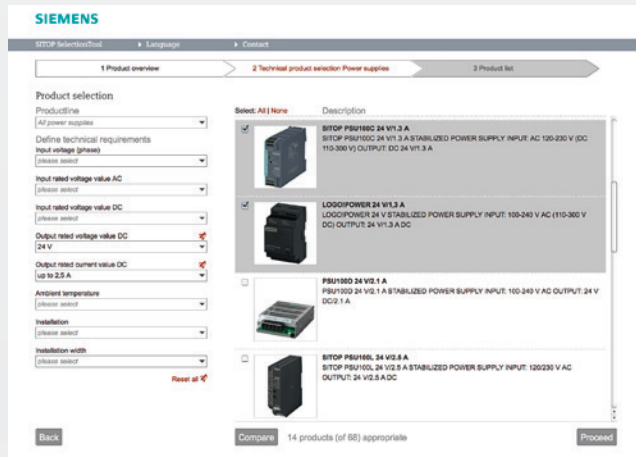 SIEMENS
SITOP SelectionTool
Language
Contact
1 Product overview
2 Technical product selection Power supplies
3 Product list
Product selection
Productline
All power supplies
Define technical requirements
Input voltage (phase)
please select
Input rated voltage value AC
please select
Input rated voltage value DC
please select
Output rated voltage value DC
24 V
Output rated current value DC
up to 2,5 A
Ambient temperature
please select
Installation
please select
Installation width
please select
Reset all
Select: All | None
Description
SITOP PSU100C 24 V/1.3 A
SITOP PSU100C 24 V/1.3 A STABILIZED POWER SUPPLY INPUT: AC 120-230 V (DC
110-300 V) OUTPUT: DC 24 V/1.3 A
LOGO!POWER 24 V/1,3 A
LOGO!POWER 24 V STABILIZED POWER SUPPLY INPUT: 100-240 V AC (110-300 V
DC) OUTPUT: 24 V/1.3 A DC
PSU100D 24 V/2.1 A
PSU100D 24 V/2.1 A STABILIZED POWER SUPPLY INPUT: 100-240 V AC OUTPUT: 24 V
DC/2.1 A
SITOP PSU100L 24 V/2.5 A
SITOP PSU100L 24 V/2.5 A STABILIZED POWER SUPPLY INPUT: 120/230 V AC
OUTPUT: 24 V/2.5 A DC
Back
Compare
14 products (of 68) appropriate
Proceed